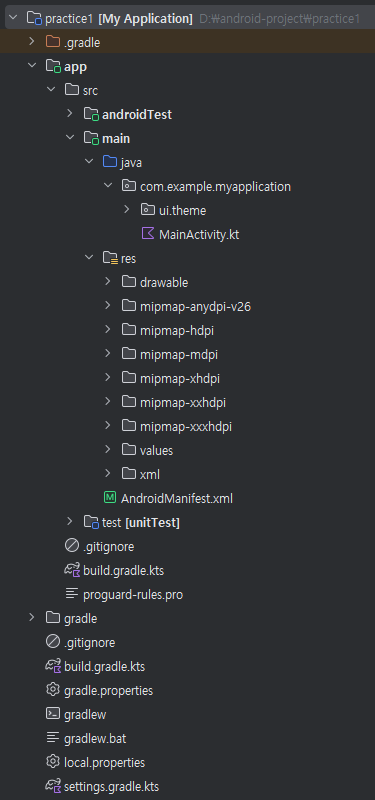 practice1 [My Application] D:₩android-project₩practice1
.gradle
app
src
androidTest
main
java
com.example.myapplication
ui.theme
MainActivity.kt
res
drawable
mipmap-anydpi-v26
mipmap-hdpi
mipmap-mdpi
mipmap-xhdpi
mipmap-xxhdpi
mipmap-xxxhdpi
values
xml
AndroidManifest.xml
test [unitTest]
.gitignore
build.gradle.kts
proguard-rules.pro
gradle
.gitignore
build.gradle.kts
gradle.properties
gradlew
gradlew.bat
local.properties
settings.gradle.kts